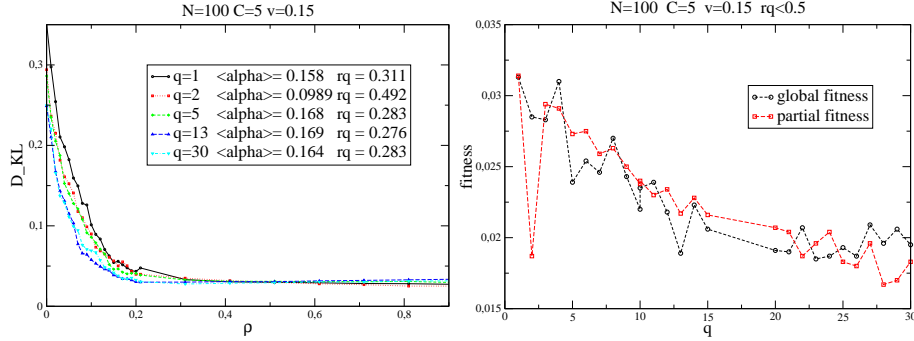 N=100 C=5 v=0.15
0,3
0,2
0,1
0
0
0,2
0,4
0,6
0,8
D_KL
ρ
q=1 <alpha>= 0.158 rq = 0.311
q=2 <alpha>= 0.0989 rq = 0.492
q=5 <alpha>= 0.168 rq = 0.283
q=13 <alpha>= 0.169 rq = 0.276
q=30 <alpha>= 0.164 rq = 0.283
N=100 C=5 v=0.15 rq<0.5
0,035
0,03
0,025
0,02
0,015
0
5
10
15
20
25
30
fitness
q
global fitness
partial fitness